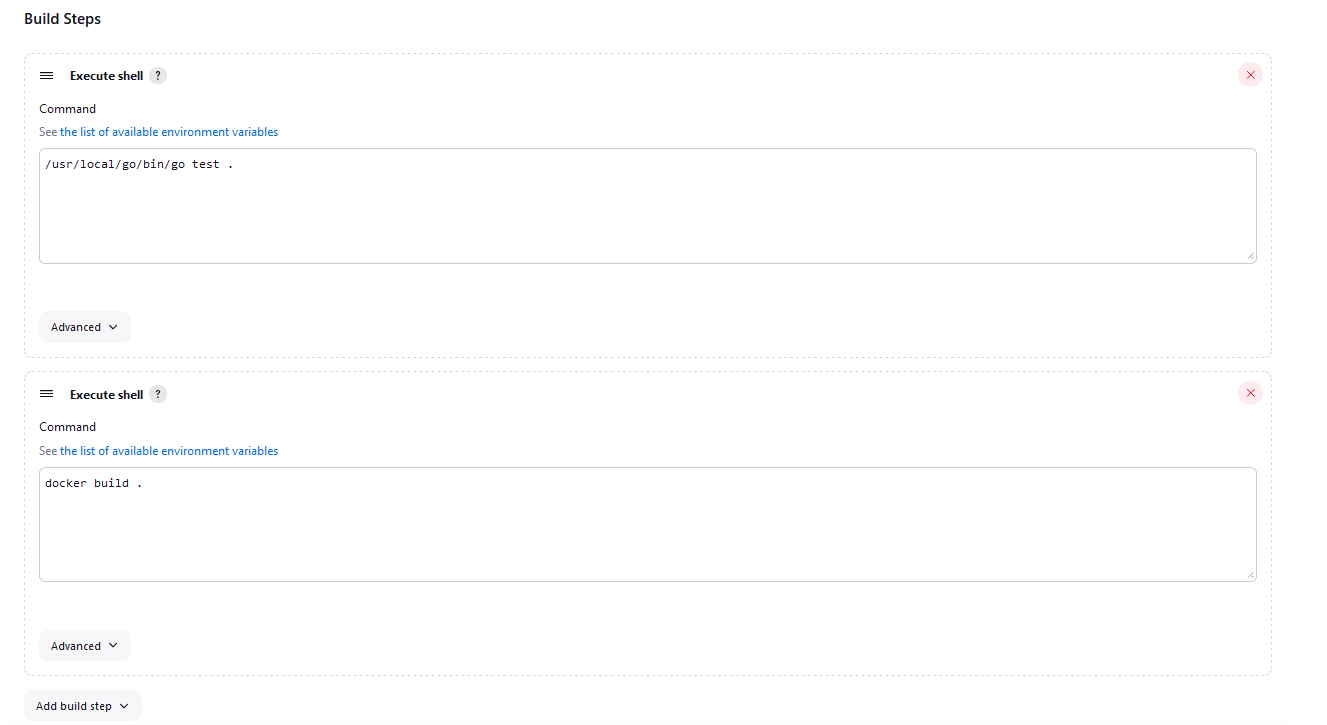 Build Steps
Execute shell ?
Command
See the list of available environment variables
/usr/local/go/bin/go test .
Advanced
Execute shell ?
Command
See the list of available environment variables
docker build .
Advanced
Add build step